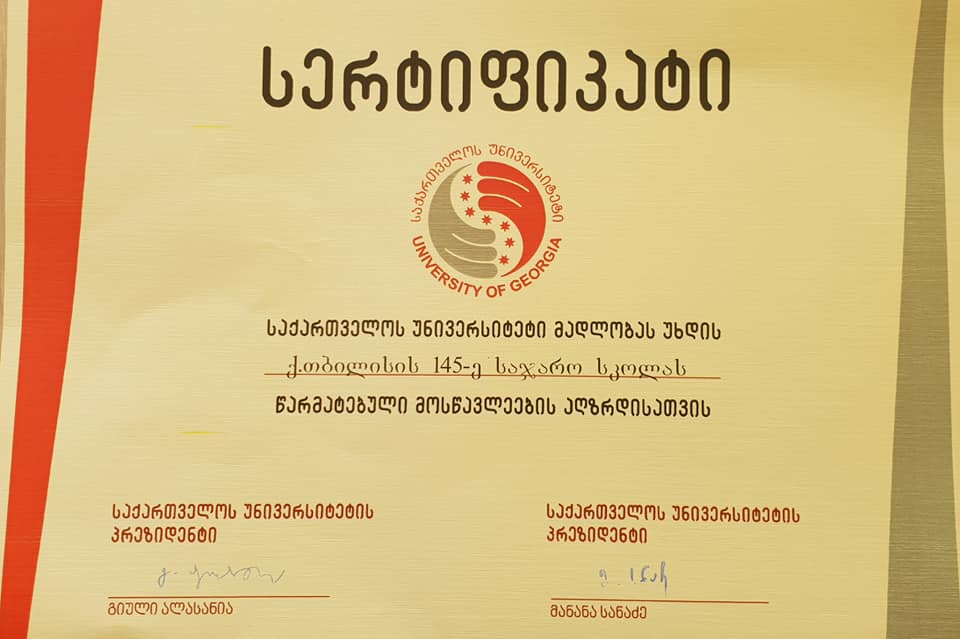 სერტიფიკატი
საქართველოს უნივერსიტეტი
UNIVERSITY OF GEORGIA
საქართველოს უნივერსიტეტი მადლობას უხდის
ქ.თბილისის 145-ე საჯარო სკოლას
წარმატებული მოსწავლეების აღზრდისათვის
საქართველოს უნივერსიტეტის
პრეზიდენტი
გიული ალასანია
საქართველოს უნივერსიტეტის
პრეზიდენტი
მანანა სანაძე